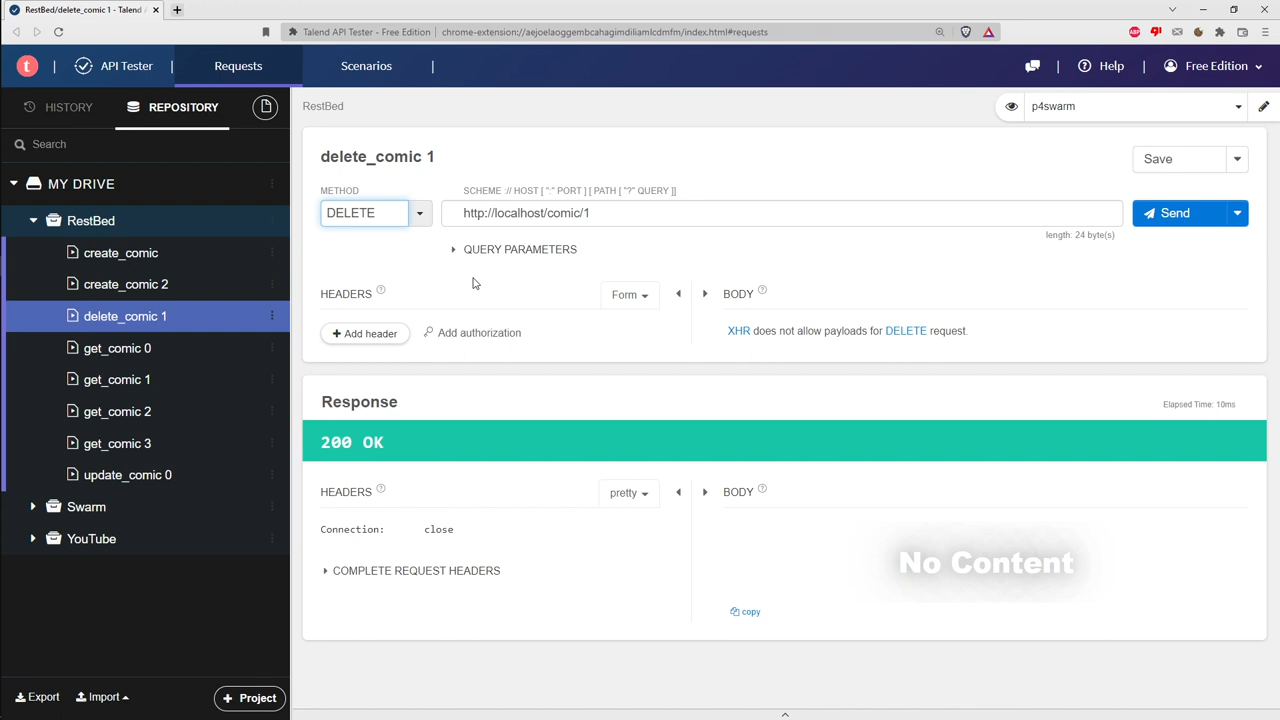 RestBed/delete_comic 1 - Talend
Talend API Tester - Free Edition | chrome-extension://aejoelaoggembcahagimdiliamlcdmfm/index.html#requests
API Tester
Requests
Scenarios
Help
Free Edition
HISTORY
REPOSITORY
RestBed
p4swarm
Search
MY DRIVE
RestBed
create_comic
create_comic 2
delete_comic 1
get_comic 0
get_comic 1
get_comic 2
get_comic 3
update_comic 0
Swarm
YouTube
Export
Import
+ Project
delete_comic 1
Save
METHOD
SCHEME :// HOST [ ":" PORT ] [ PATH [ "?" QUERY ]]
DELETE
http://localhost/comic/1
Send
length: 24 byte(s)
QUERY PARAMETERS
HEADERS
Form
BODY
+ Add header
Add authorization
XHR does not allow payloads for DELETE request.
Response
Elapsed Time: 10ms
200 OK
HEADERS
pretty
BODY
Connection: close
No Content
COMPLETE REQUEST HEADERS
copy